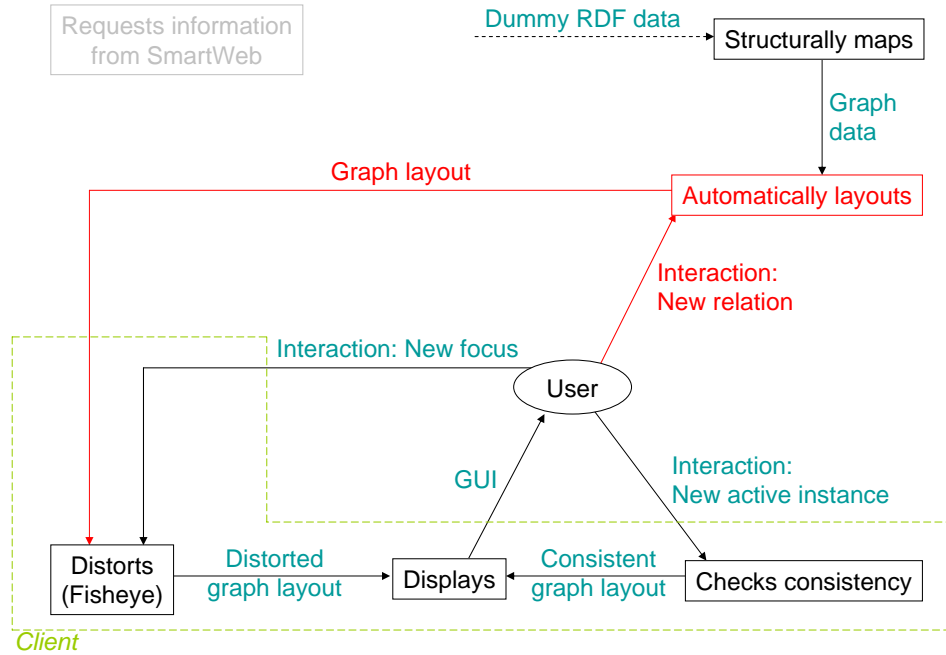 Requests information
from SmartWeb
Dummy RDF data
Structurally maps
Graph
data
Graph layout
Automatically layouts
Interaction:
New relation
Interaction: New focus
User
GUI
Interaction:
New active instance
Distorts
(Fisheye)
Distorted
graph layout
Displays
Consistent
graph layout
Checks consistency
Client